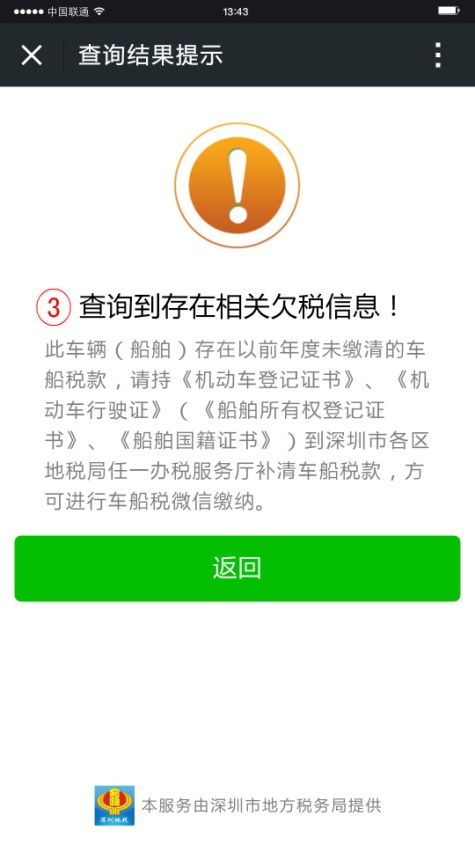 中国联通
13:43
查询结果提示
③ 查询到存在相关欠税信息！
此车辆（船舶）存在以前年度未缴清的车
船税款，请持《机动车登记证书》、《机
动车行驶证》（《船舶所有权登记证
书》、《船舶国籍证书》）到深圳市各区
地税局任一办税服务厅补清车船税款，方
可进行车船税微信缴纳。
返回
深圳地税
本服务由深圳市地方税务局提供